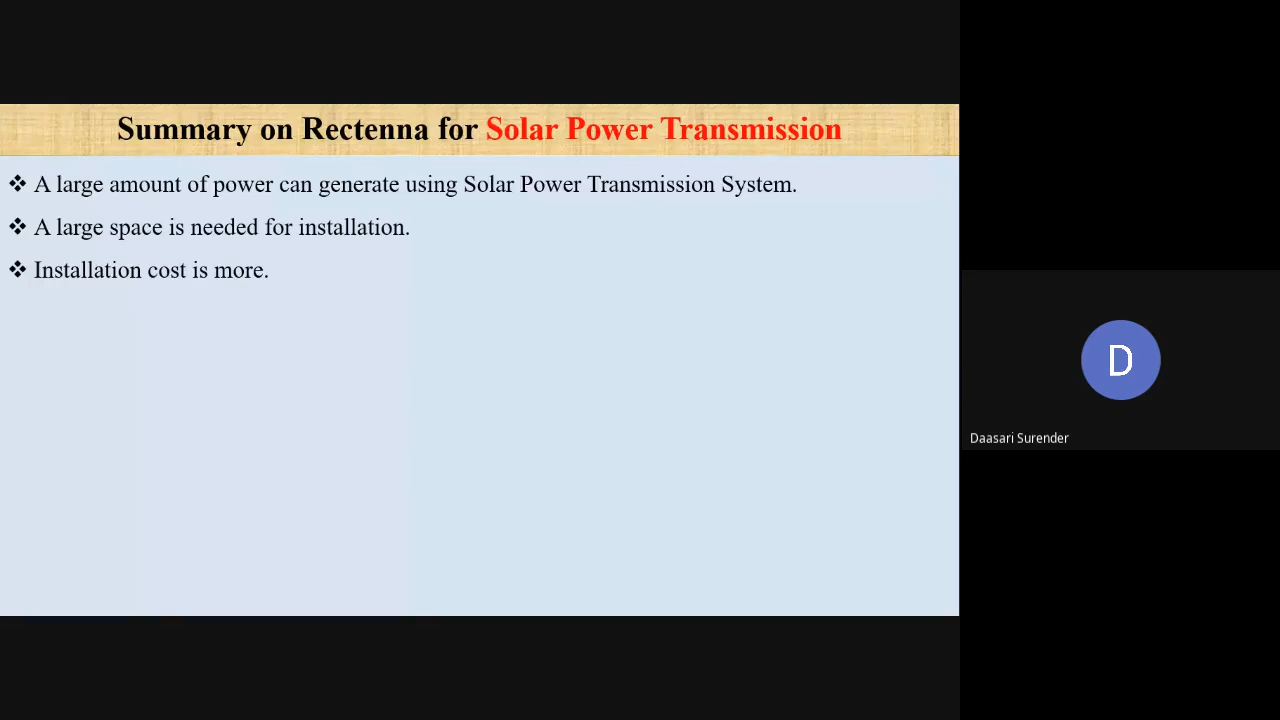 Summary on Rectenna for Solar Power Transmission
❖ A large amount of power can generate using Solar Power Transmission System.
❖ A large space is needed for installation.
❖ Installation cost is more.
D
Daasari Surender